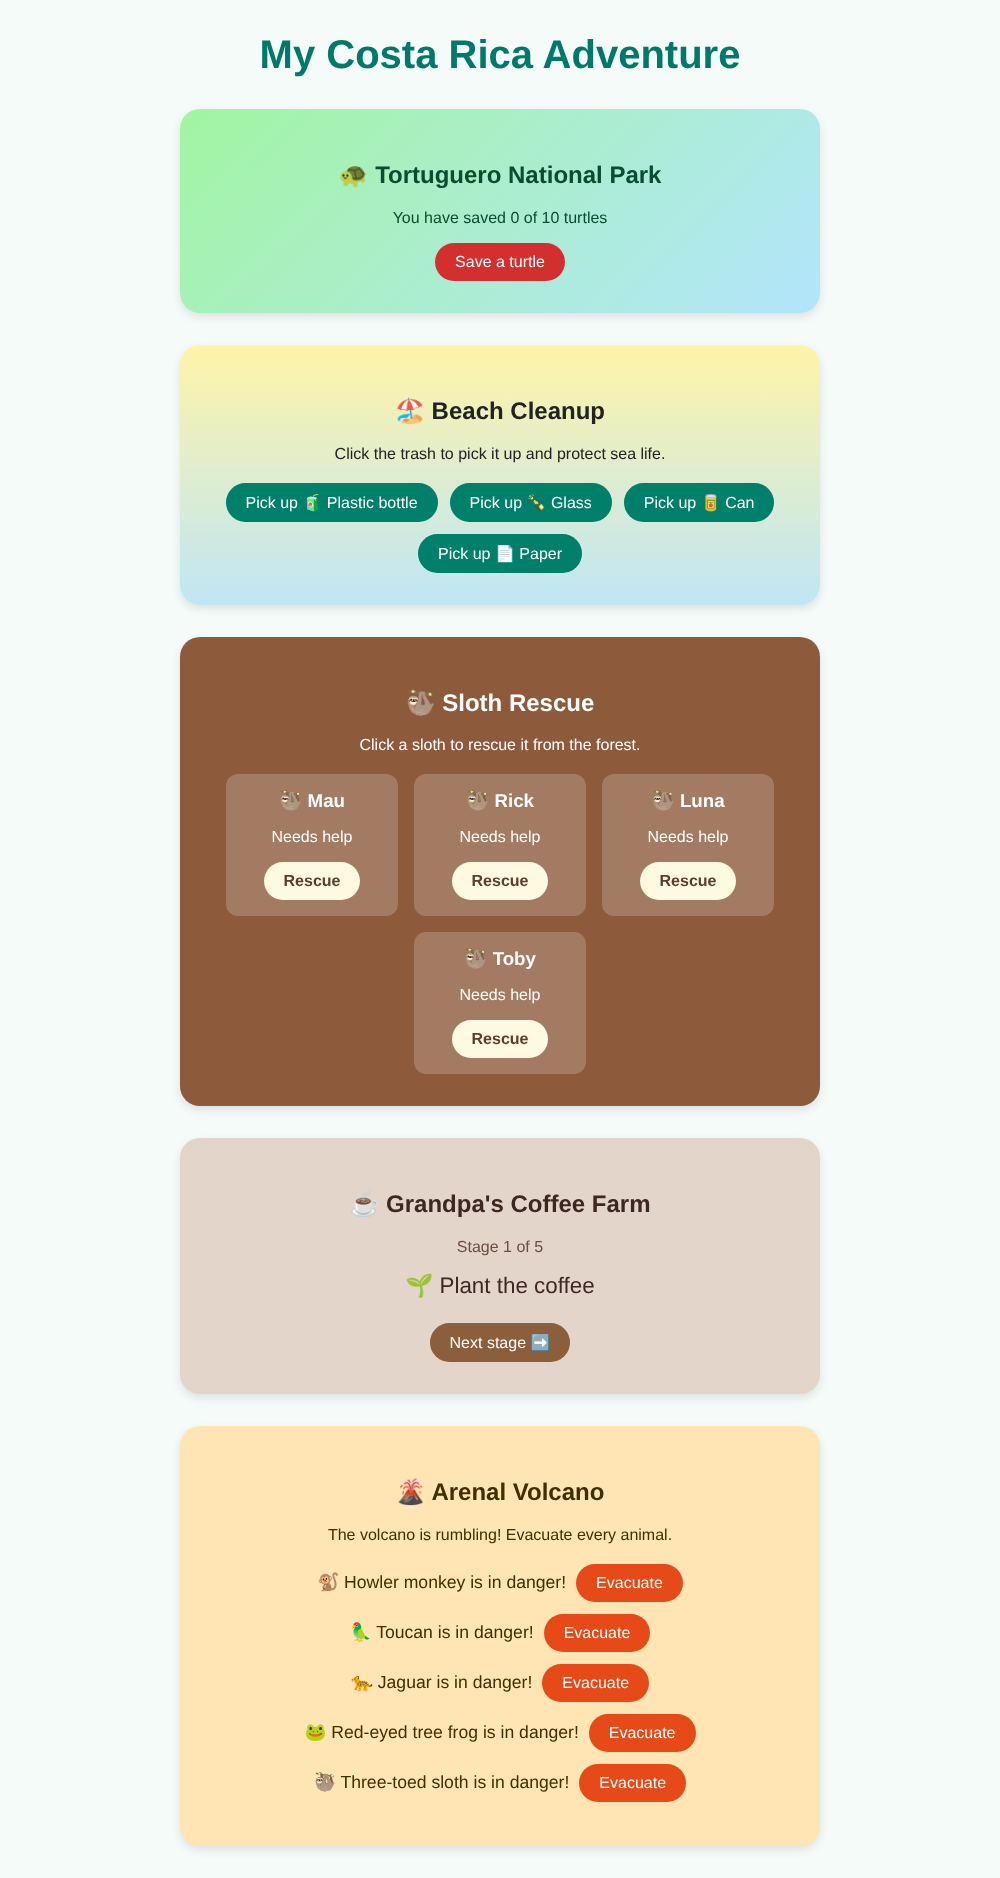 My Costa Rica Adventure
🐢 Tortuguero National Park
You have saved 0 of 10 turtles
Save a turtle
🏖️ Beach Cleanup
Click the trash to pick it up and protect sea life.
Pick up 🧃 Plastic bottle Pick up 🍾 Glass Pick up 🥫 Can
Pick up 📄 Paper
🦥 Sloth Rescue
Click a sloth to rescue it from the forest.
🦥 Mau 🦥 Rick 🦥 Luna
Needs help Needs help Needs help
Rescue Rescue Rescue
🦥 Toby
Needs help
Rescue
☕ Grandpa's Coffee Farm
Stage 1 of 5
🌱 Plant the coffee
Next stage ➡️
🌋 Arenal Volcano
The volcano is rumbling! Evacuate every animal.
🐒 Howler monkey is in danger! Evacuate
🦜 Toucan is in danger! Evacuate
🐆 Jaguar is in danger! Evacuate
🐸 Red-eyed tree frog is in danger! Evacuate
🦥 Three-toed sloth is in danger! Evacuate